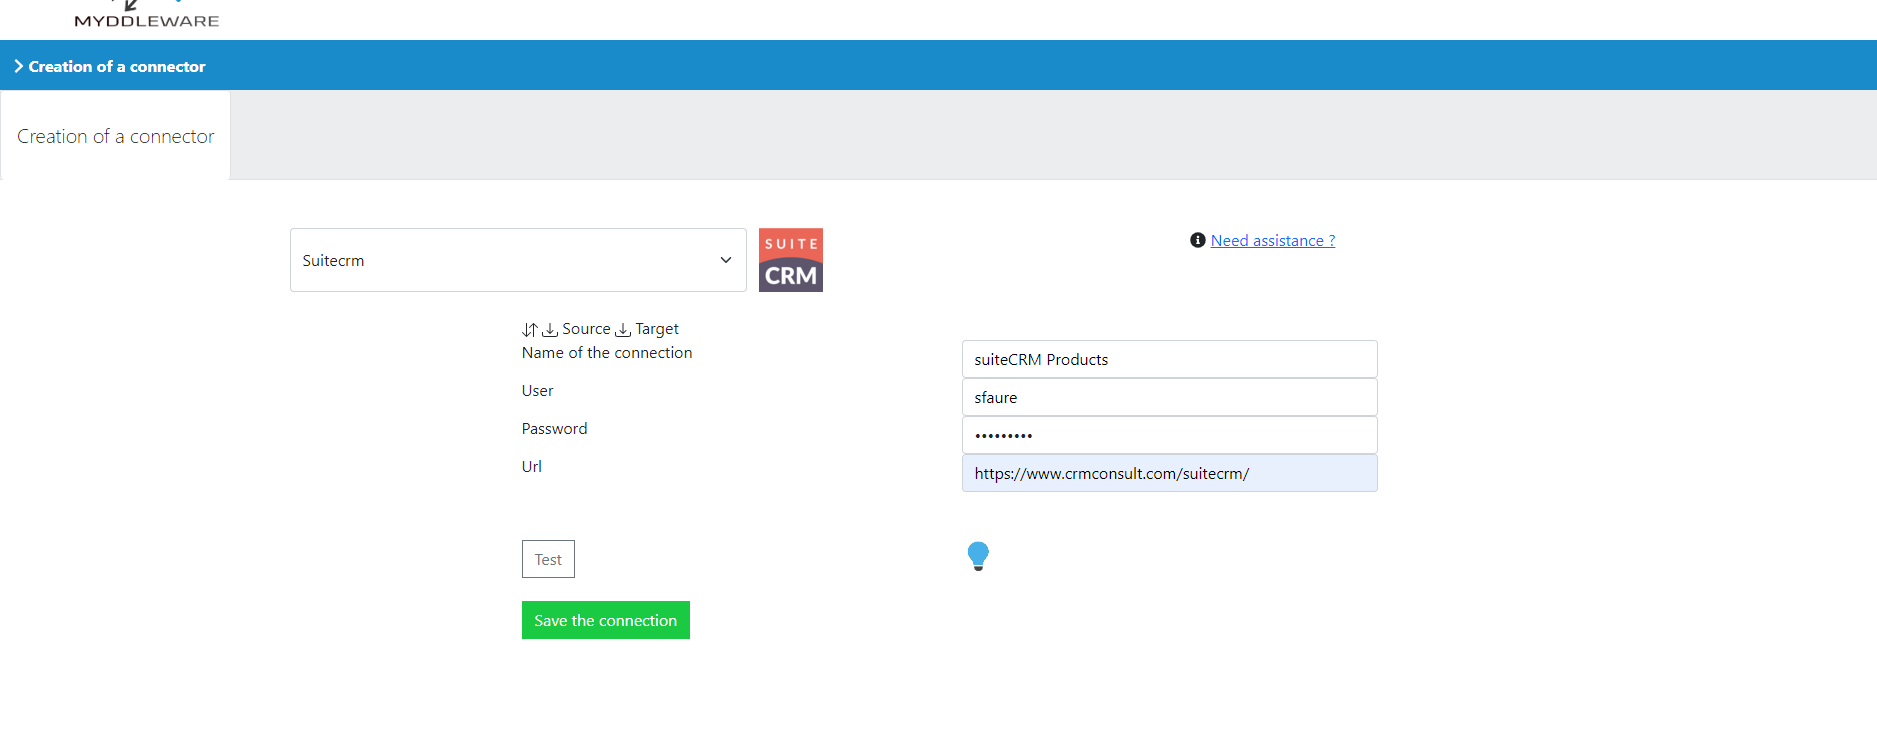 MYDDLEWARE
Creation of a connector
Creation of a connector
Suitecrm
SUITE
CRM
Need assistance ?
Source Target
Name of the connection
suiteCRM Products
User
sfaure
Password
•••••••••
Url
https://www.crmconsult.com/suitecrm/
Test
Save the connection